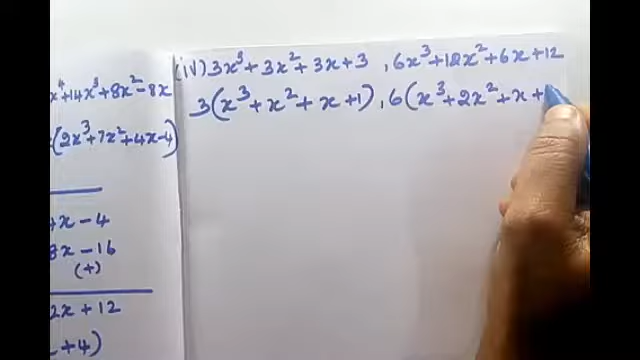 x⁴+14x³+8x²-8x
(2x³+7x²+4x-4)
x-4
8x-16
(+)
2x+12
x+4)
(iv) 3x³+3x²+3x+3, 6x³+12x²+6x+12
3(x³+x²+x+1), 6(x³+2x²+x+